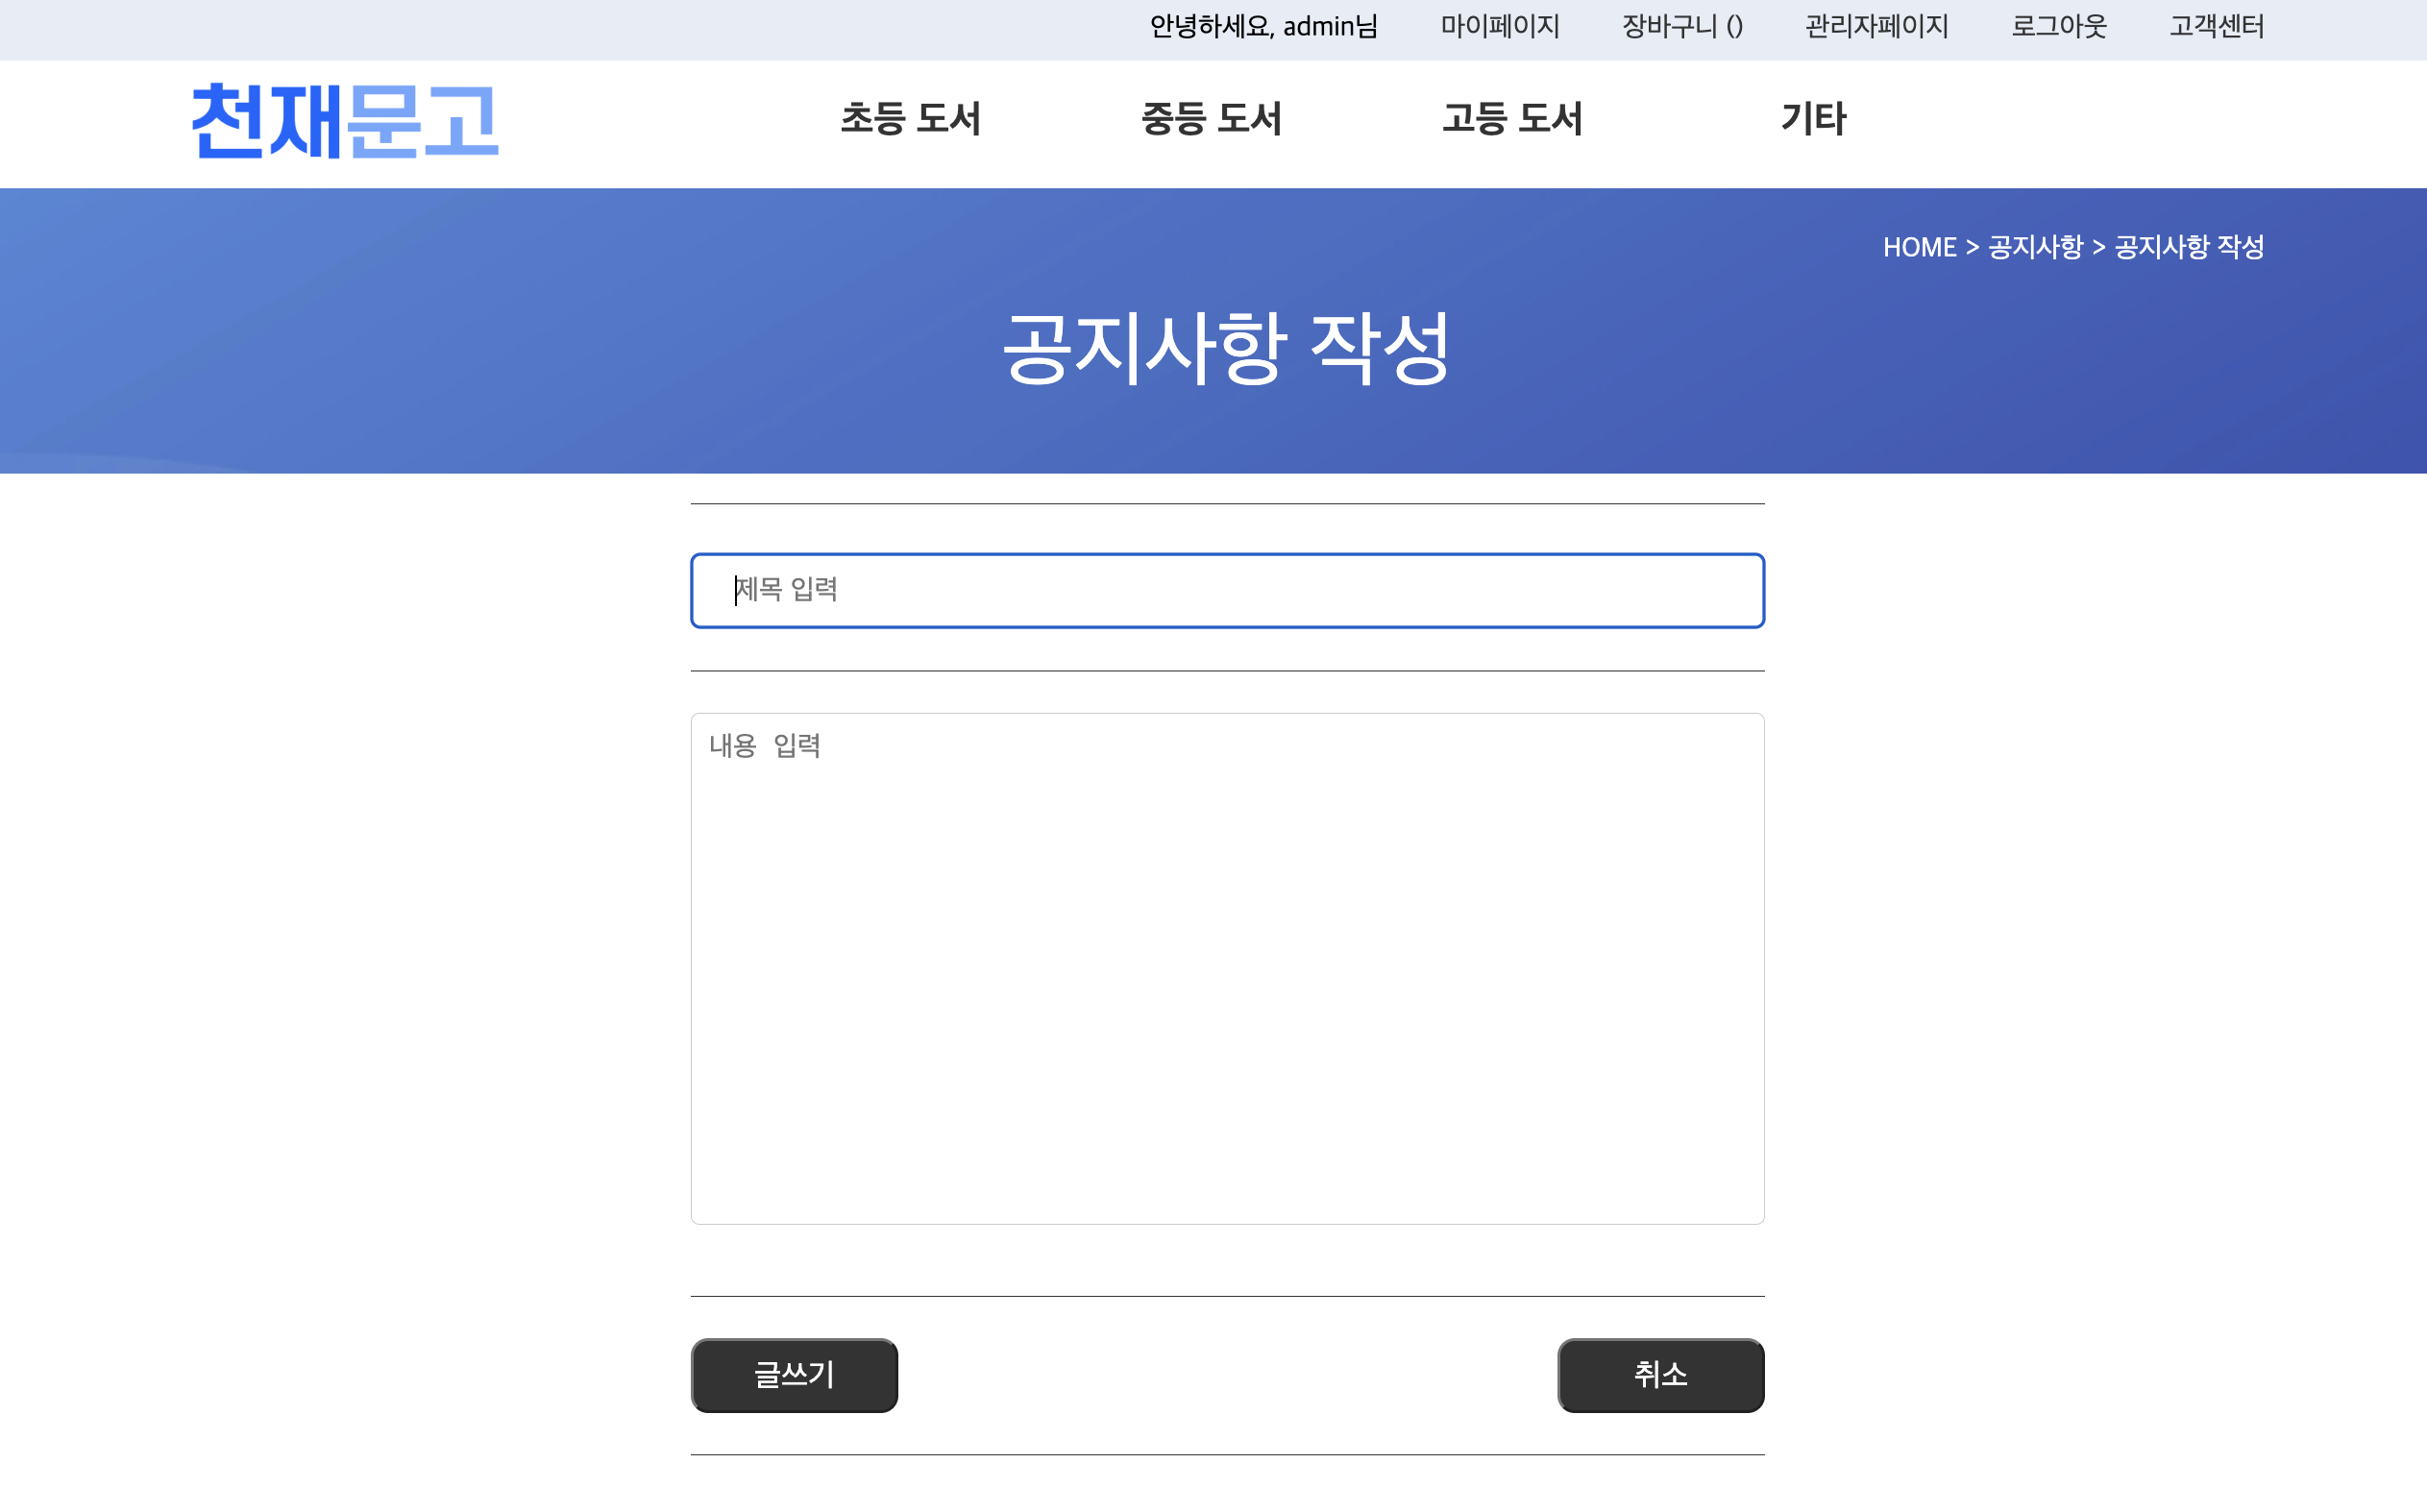 안녕하세요, admin님 마이페이지 장바구니 () 관리자페이지 로그아웃 고객센터
천재문고 초등 도서 중등 도서 고등 도서 기타
HOME > 공지사항 > 공지사항 작성
공지사항 작성
제목 입력
내용 입력
글쓰기 취소